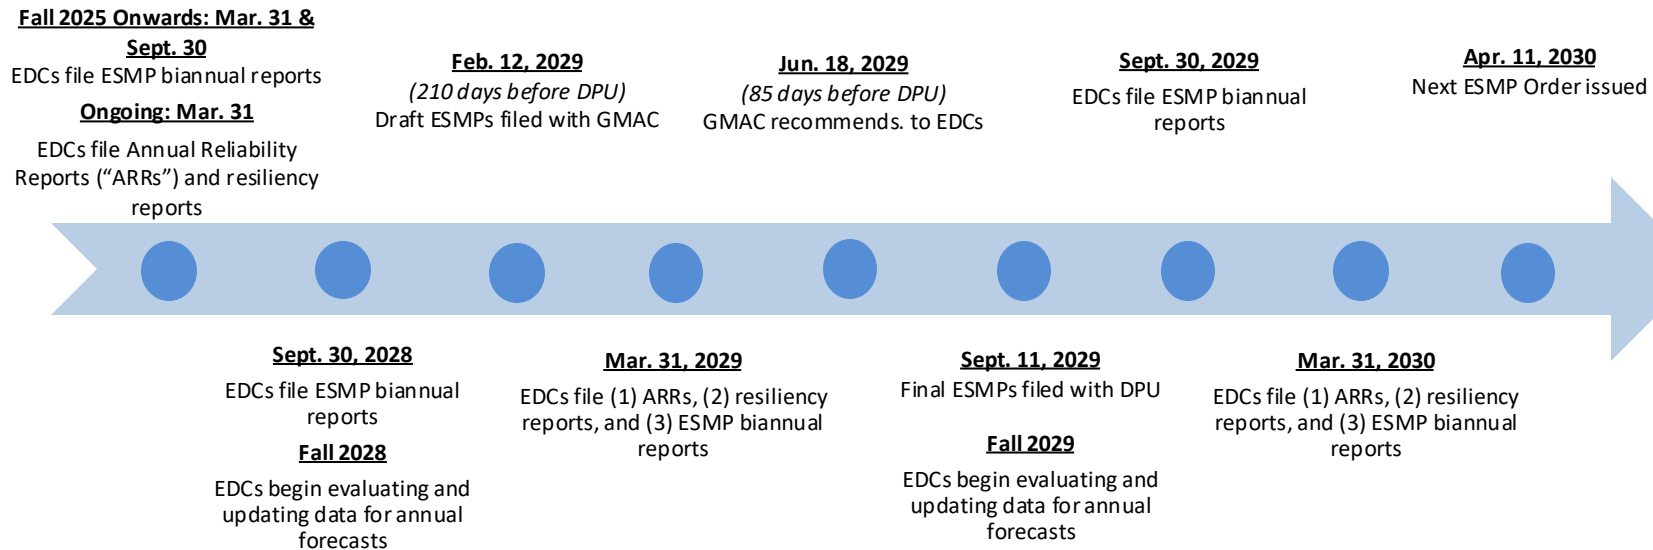 Fall 2025 Onwards: Mar. 31 &
Sept. 30
EDCs file ESMP biannual reports
Ongoing: Mar. 31
EDCs file Annual Reliability
Reports (“ARRs”) and resiliency
reports
Feb. 12, 2029
(210 days before DPU)
Draft ESMPs filed with GMAC
Jun. 18, 2029
(85 days before DPU)
GMAC recommends. to EDCs
Sept. 30, 2029
EDCs file ESMP biannual
reports
Apr. 11, 2030
Next ESMP Order issued
Sept. 30, 2028
EDCs file ESMP biannual
reports
Fall 2028
EDCs begin evaluating and
updating data for annual
forecasts
Mar. 31, 2029
EDCs file (1) ARRs, (2) resiliency
reports, and (3) ESMP biannual
reports
Sept. 11, 2029
Final ESMPs filed with DPU
Fall 2029
EDCs begin evaluating and
updating data for annual
forecasts
Mar. 31, 2030
EDCs file (1) ARRs, (2) resiliency
reports, and (3) ESMP biannual
reports